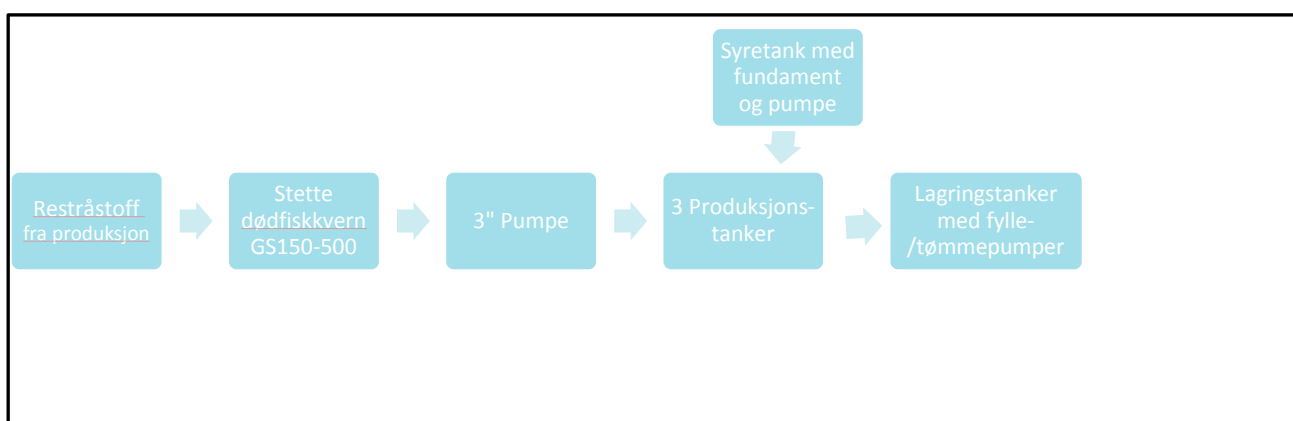 Syretank med
fundament
og pumpe
Restråstoff
fra produksjon
Stette
dødfiskkvern
GS150-500
3" Pumpe
3 Produksjons-
tanker
Lagringstanker
med fylle-
/tømmepumper